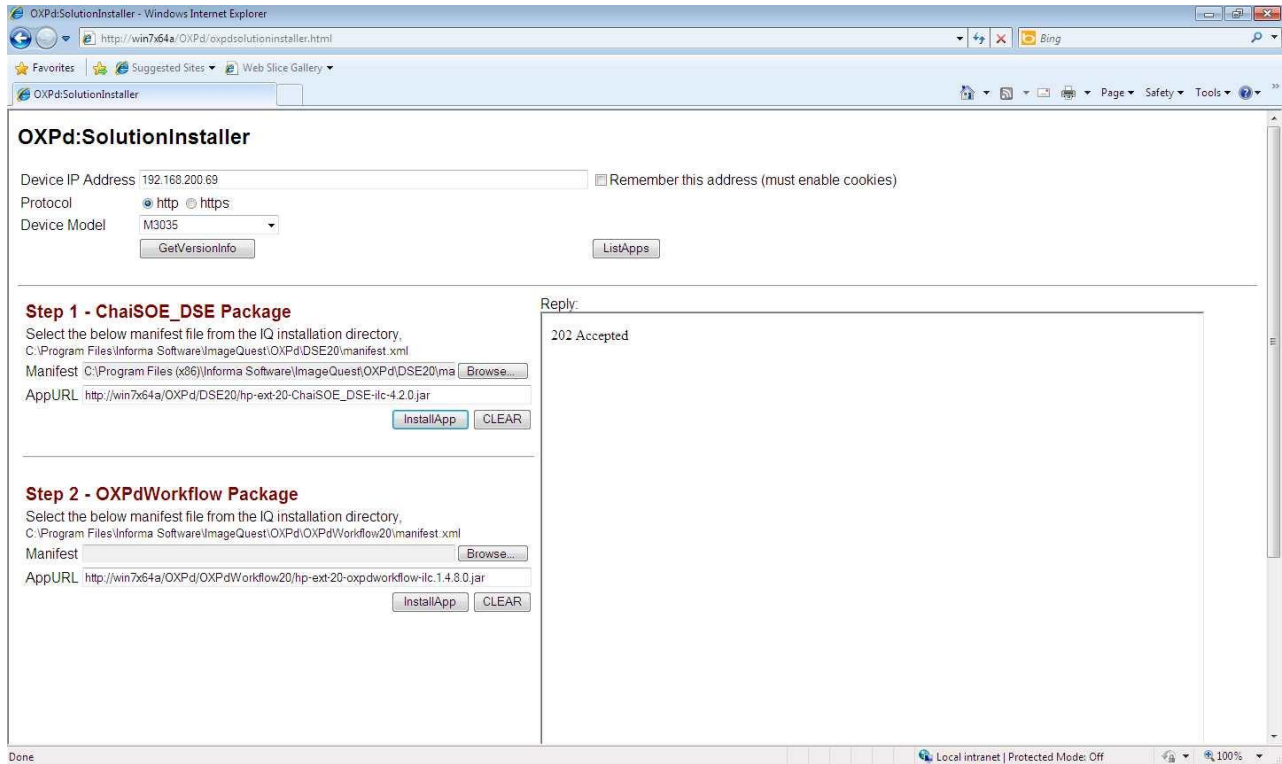 OXPd:SolutionInstaller - Windows Internet Explorer
http://win7x64a/OXPd/oxpdsolutioninstaller.html
Bing
Favorites
Suggested Sites
Web Slice Gallery
OXPd:SolutionInstaller
Page
Safety
Tools
OXPd:SolutionInstaller
Device IP Address 192.168.200.69
Remember this address (must enable cookies)
Protocol http https
Device Model M3035
GetVersionInfo
ListApps
Step 1 - ChaiSOE_DSE Package
Select the below manifest file from the IQ installation directory,
C:\Program Files\Informa Software\ImageQuest\OXPd\DSE20\manifest.xml
Manifest C:\Program Files (x86)\Informa Software\ImageQuest\OXPd\DSE20\ma Browse...
AppURL http://win7x64a/OXPd/DSE20/hp-ext-20-ChaiSOE_DSE-ilc-4.2.0.jar
InstallApp CLEAR
Step 2 - OXPdWorkflow Package
Select the below manifest file from the IQ installation directory,
C:\Program Files\Informa Software\ImageQuest\OXPd\OXPdWorkflow20\manifest.xml
Manifest Browse...
AppURL http://win7x64a/OXPd/OXPdWorkflow20/hp-ext-20-oxpdworkflow-ilc.1.4.8.0.jar
InstallApp CLEAR
Reply:
202 Accepted
Done
Local intranet | Protected Mode: Off
100%